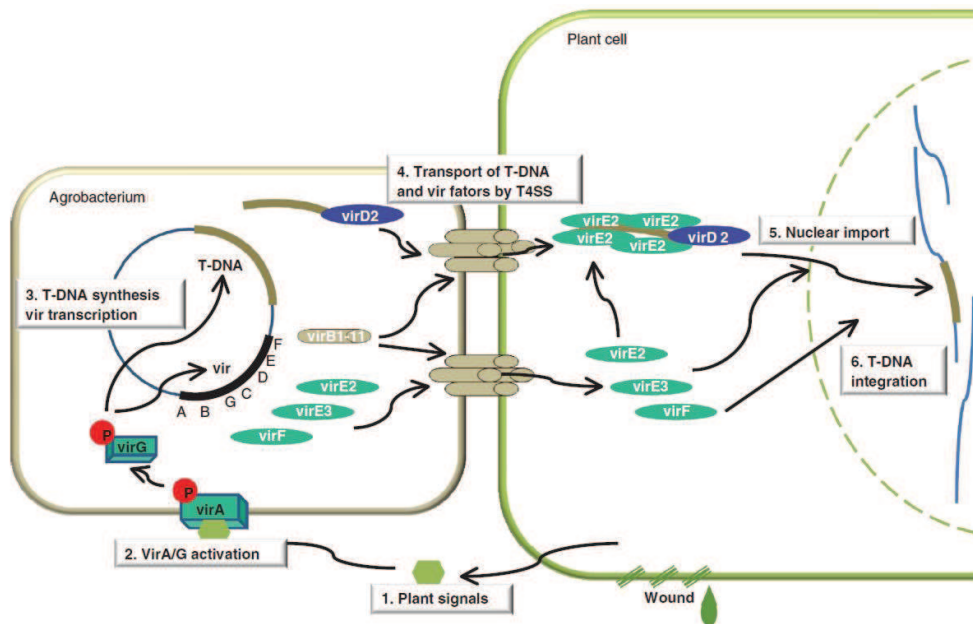 Plant cell
4. Transport of T-DNA
and vir fators by T4SS
Agrobacterium
virD2
virE2
virE2
virE2
virE2
virD 2
5. Nuclear import
T-DNA
3. T-DNA synthesis
vir transcription
virB1-11
F
E
D
C
G
B
A
vir
virE2
virE3
virF
virE2
virE3
virF
6. T-DNA
integration
P
virG
P
virA
2. VirA/G activation
1. Plant signals
Wound